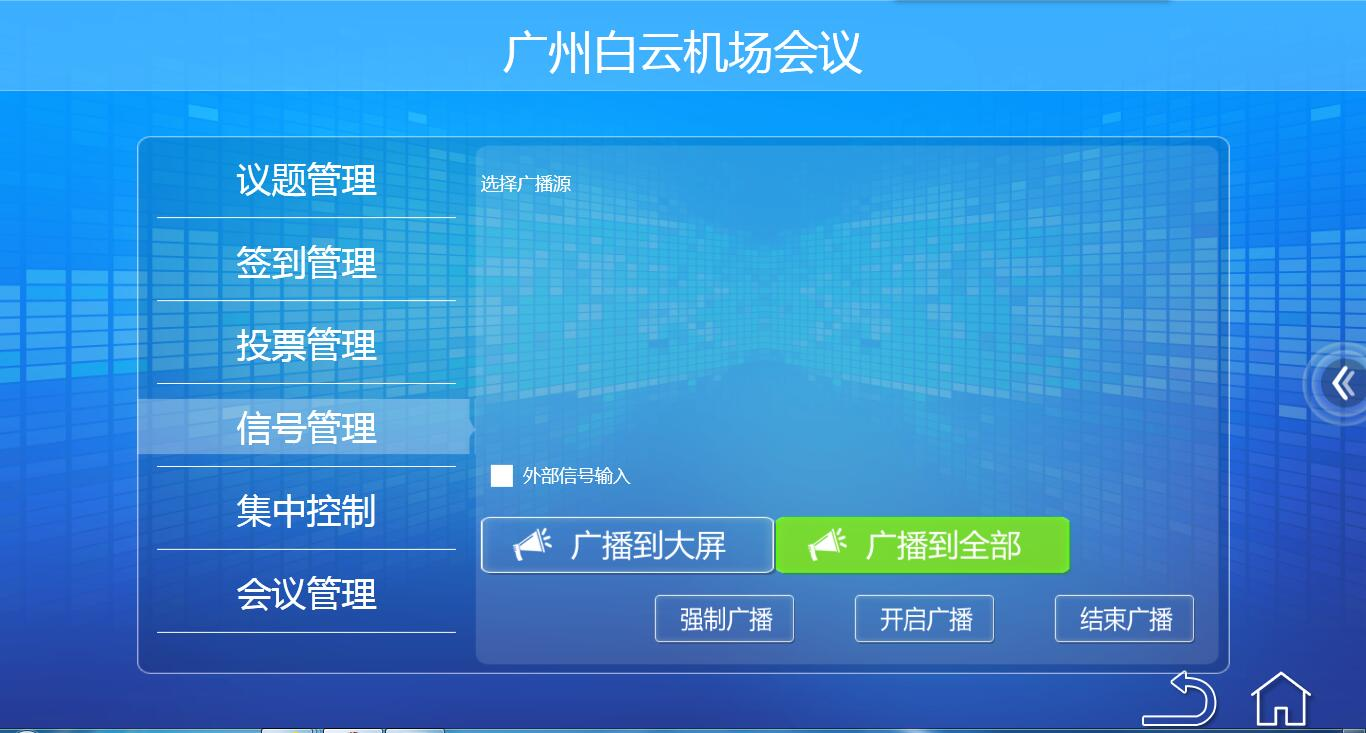 广州白云机场会议
议题管理
签到管理
投票管理
信号管理
集中控制
会议管理
选择广播源
外部信号输入
广播到大屏
广播到全部
强制广播
开启广播
结束广播